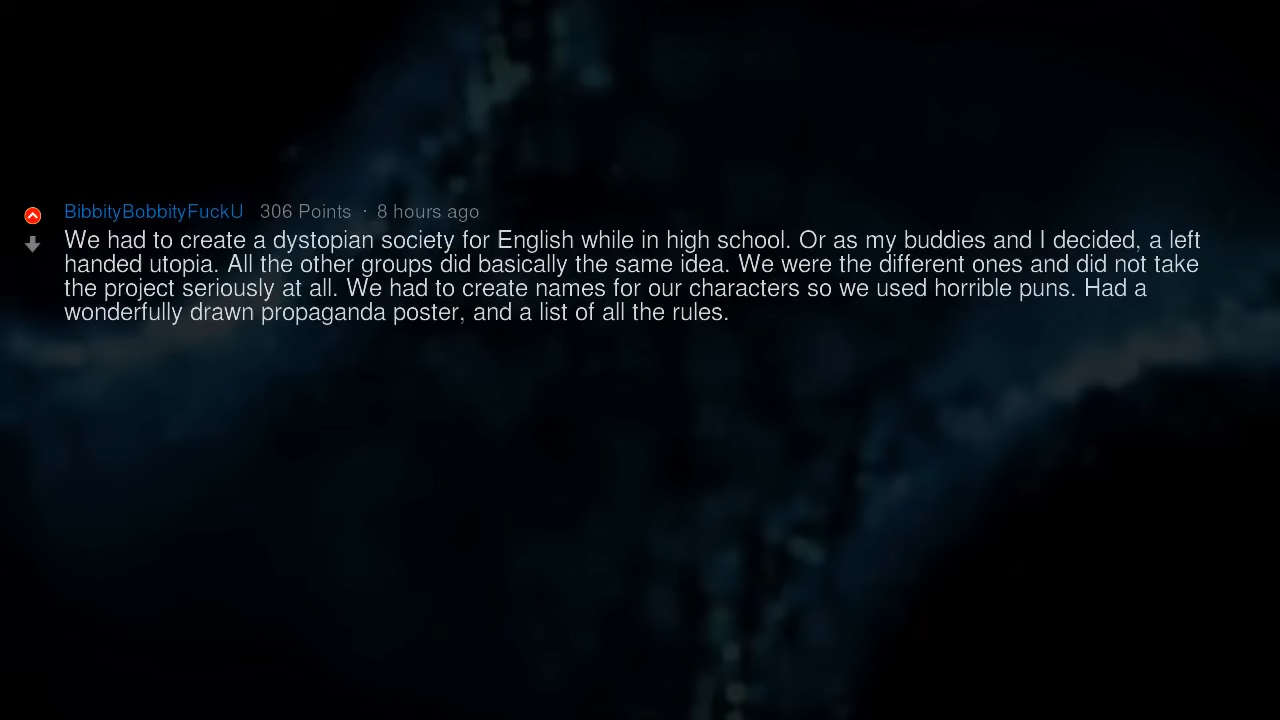 BibbityBobbityFuckU 306 Points · 8 hours ago
We had to create a dystopian society for English while in high school. Or as my buddies and I decided, a left
handed utopia. All the other groups did basically the same idea. We were the different ones and did not take
the project seriously at all. We had to create names for our characters so we used horrible puns. Had a
wonderfully drawn propaganda poster, and a list of all the rules.